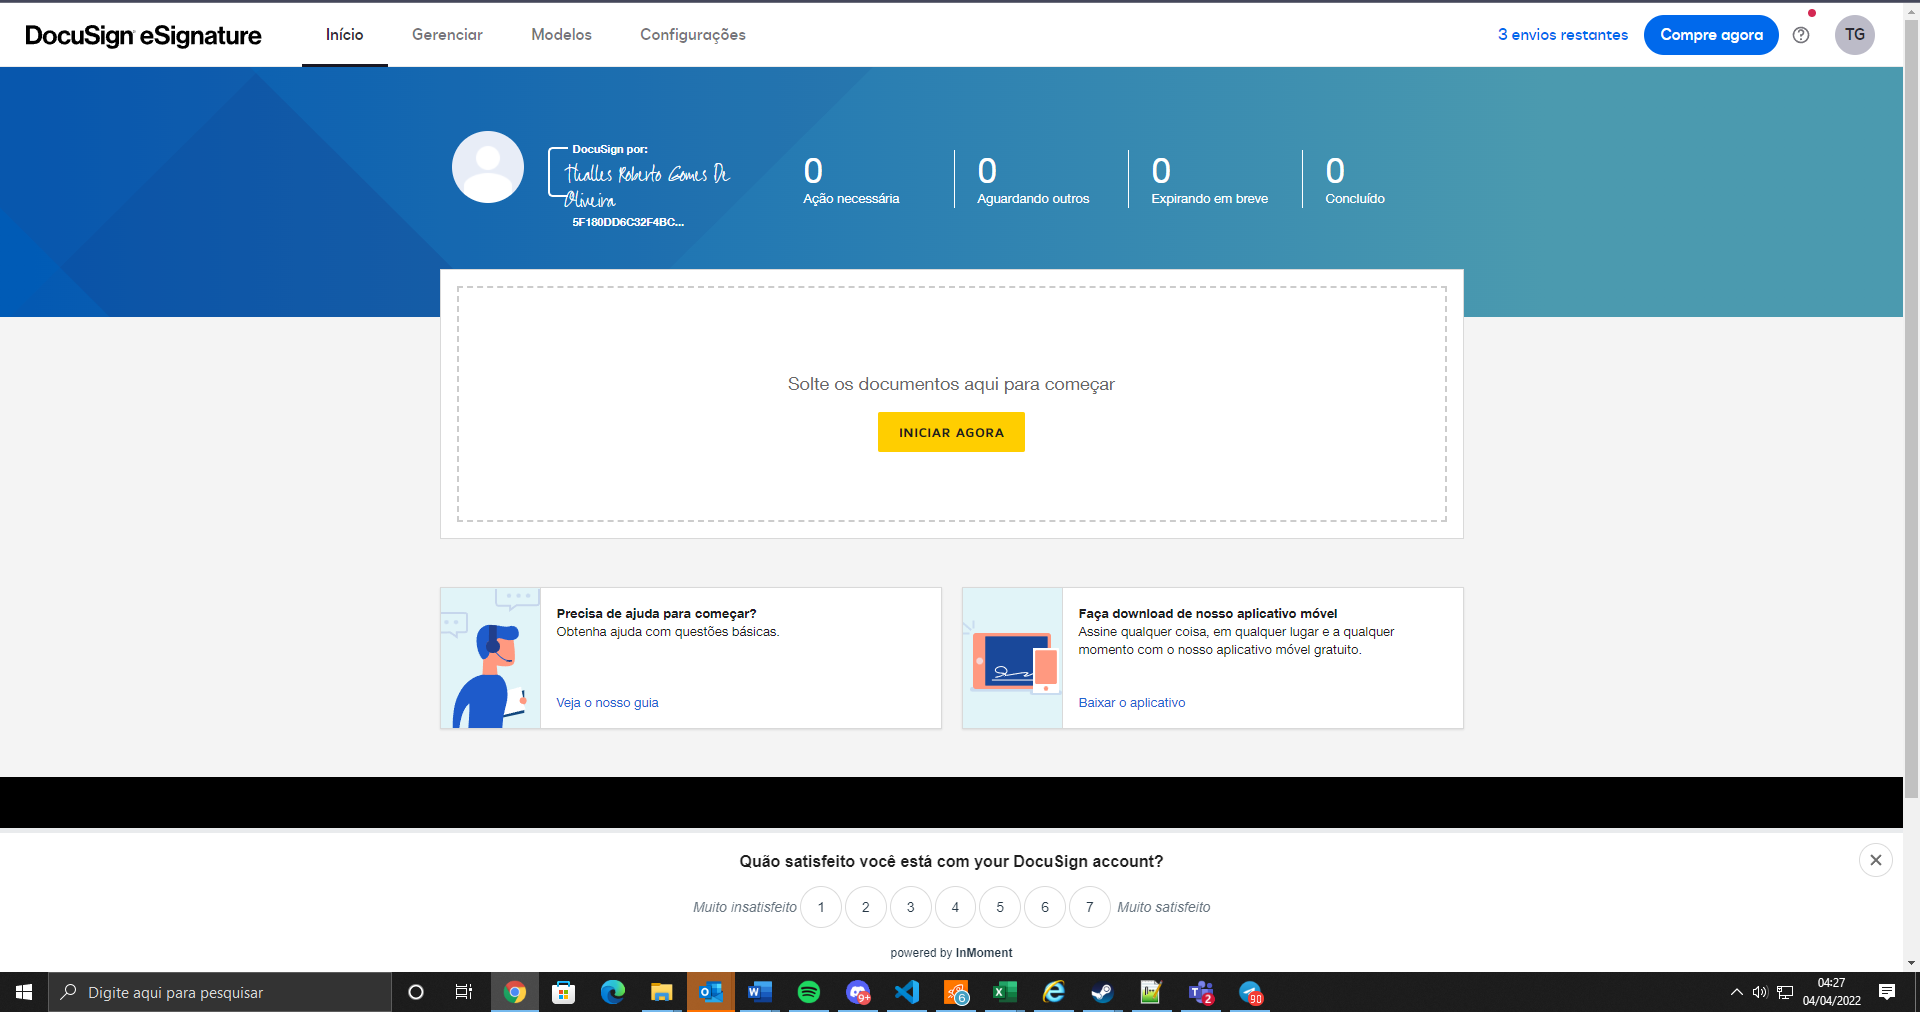 DocuSign eSignature
Início
Gerenciar
Modelos
Configurações
3 envios restantes
Compre agora
TG
DocuSign por:
Thalles Roberto Gomes De
Oliveira
5F180DD6C32F4BC...
0
Ação necessária
0
Aguardando outros
0
Expirando em breve
0
Concluído
Solte os documentos aqui para começar
INICIAR AGORA
Precisa de ajuda para começar?
Obtenha ajuda com questões básicas.
Veja o nosso guia
Faça download de nosso aplicativo móvel
Assine qualquer coisa, em qualquer lugar e a qualquer
momento com o nosso aplicativo móvel gratuito.
Baixar o aplicativo
Quão satisfeito você está com your DocuSign account?
Muito insatisfeito 1 2 3 4 5 6 7 Muito satisfeito
powered by InMoment
Digite aqui para pesquisar
9+
6
2
90
04:27
04/04/2022